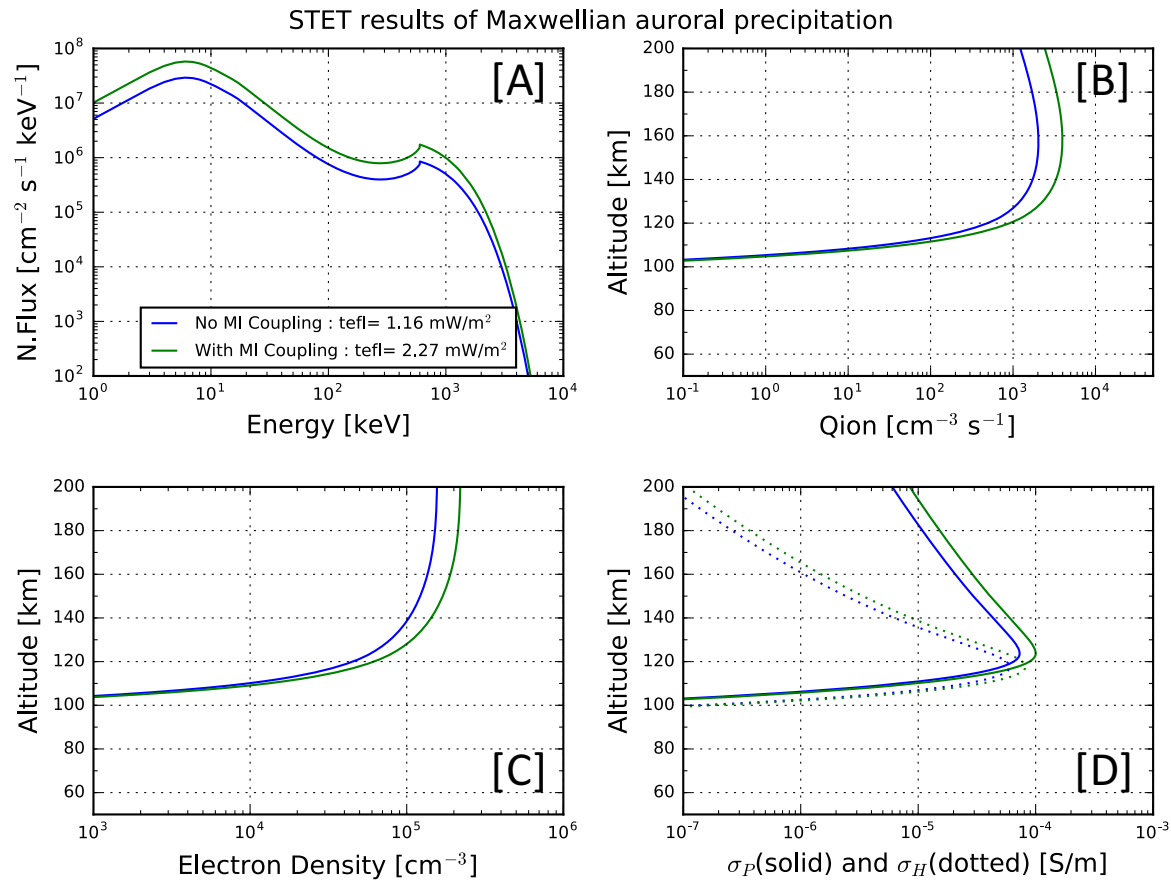 STET results of Maxwellian auroral precipitation
[A]
N.Flux [cm⁻² s⁻¹ keV⁻¹]
10⁸
10⁷
10⁶
10⁵
10⁴
10³
10²
No MI Coupling : tefl= 1.16 mW/m²
With MI Coupling : tefl= 2.27 mW/m²
10⁰ 10¹ 10² 10³ 10⁴
Energy [keV]
[B]
Altitude [km]
200
180
160
140
120
100
80
60
10⁻¹ 10⁰ 10¹ 10² 10³ 10⁴
Qion [cm⁻³ s⁻¹]
[C]
Altitude [km]
200
180
160
140
120
100
80
60
10³ 10⁴ 10⁵ 10⁶
Electron Density [cm⁻³]
[D]
Altitude [km]
200
180
160
140
120
100
80
60
10⁻⁷ 10⁻⁶ 10⁻⁵ 10⁻⁴ 10⁻³
σ_P(solid) and σ_H(dotted) [S/m]